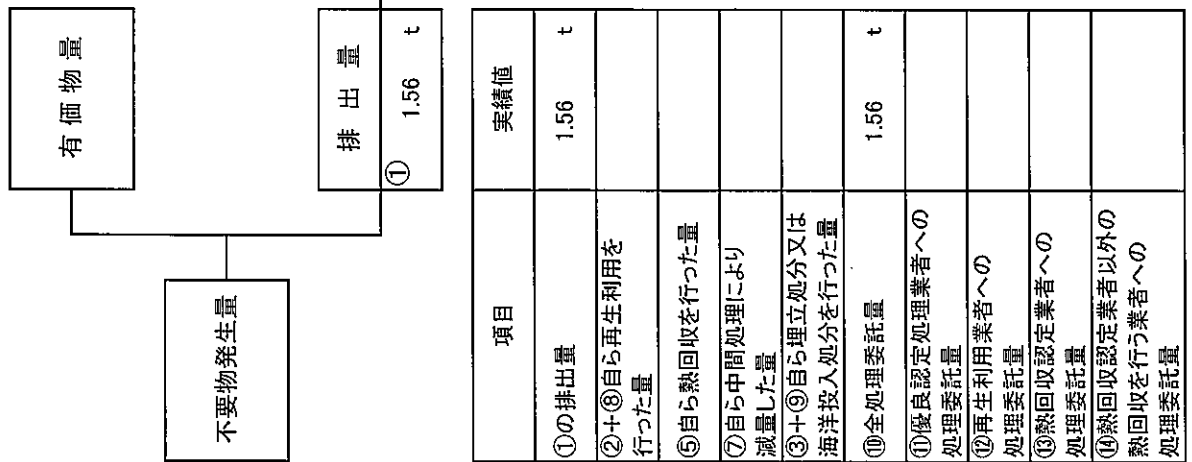 有価物量
不要物発生量
排出量
① 1.56 t
項目 実績値
①の排出量 1.56 t
②+⑧自ら再生利用を
行った量
⑤自ら熱回収を行った量
⑦自ら中間処理により
減量した量
③+⑨自ら埋立処分又は
海洋投入処分を行った量
⑩全処理委託量 1.56 t
⑪優良認定処理業者への
処理委託量
⑫再生利用業者への
処理委託量
⑬熱回収認定業者への
処理委託量
⑭熱回収認定業者以外の
熱回収を行う業者への
処理委託量